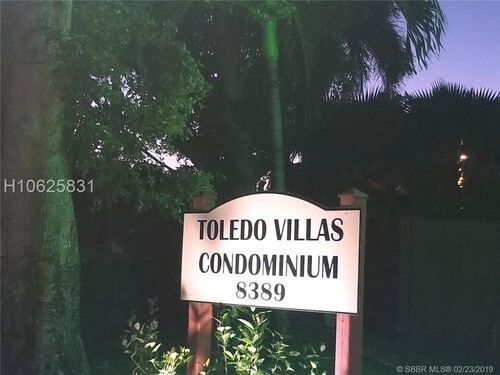 H10625831
TOLEDO VILLAS
CONDOMINIUM
8389
© SBBR MLS® 02/23/2019